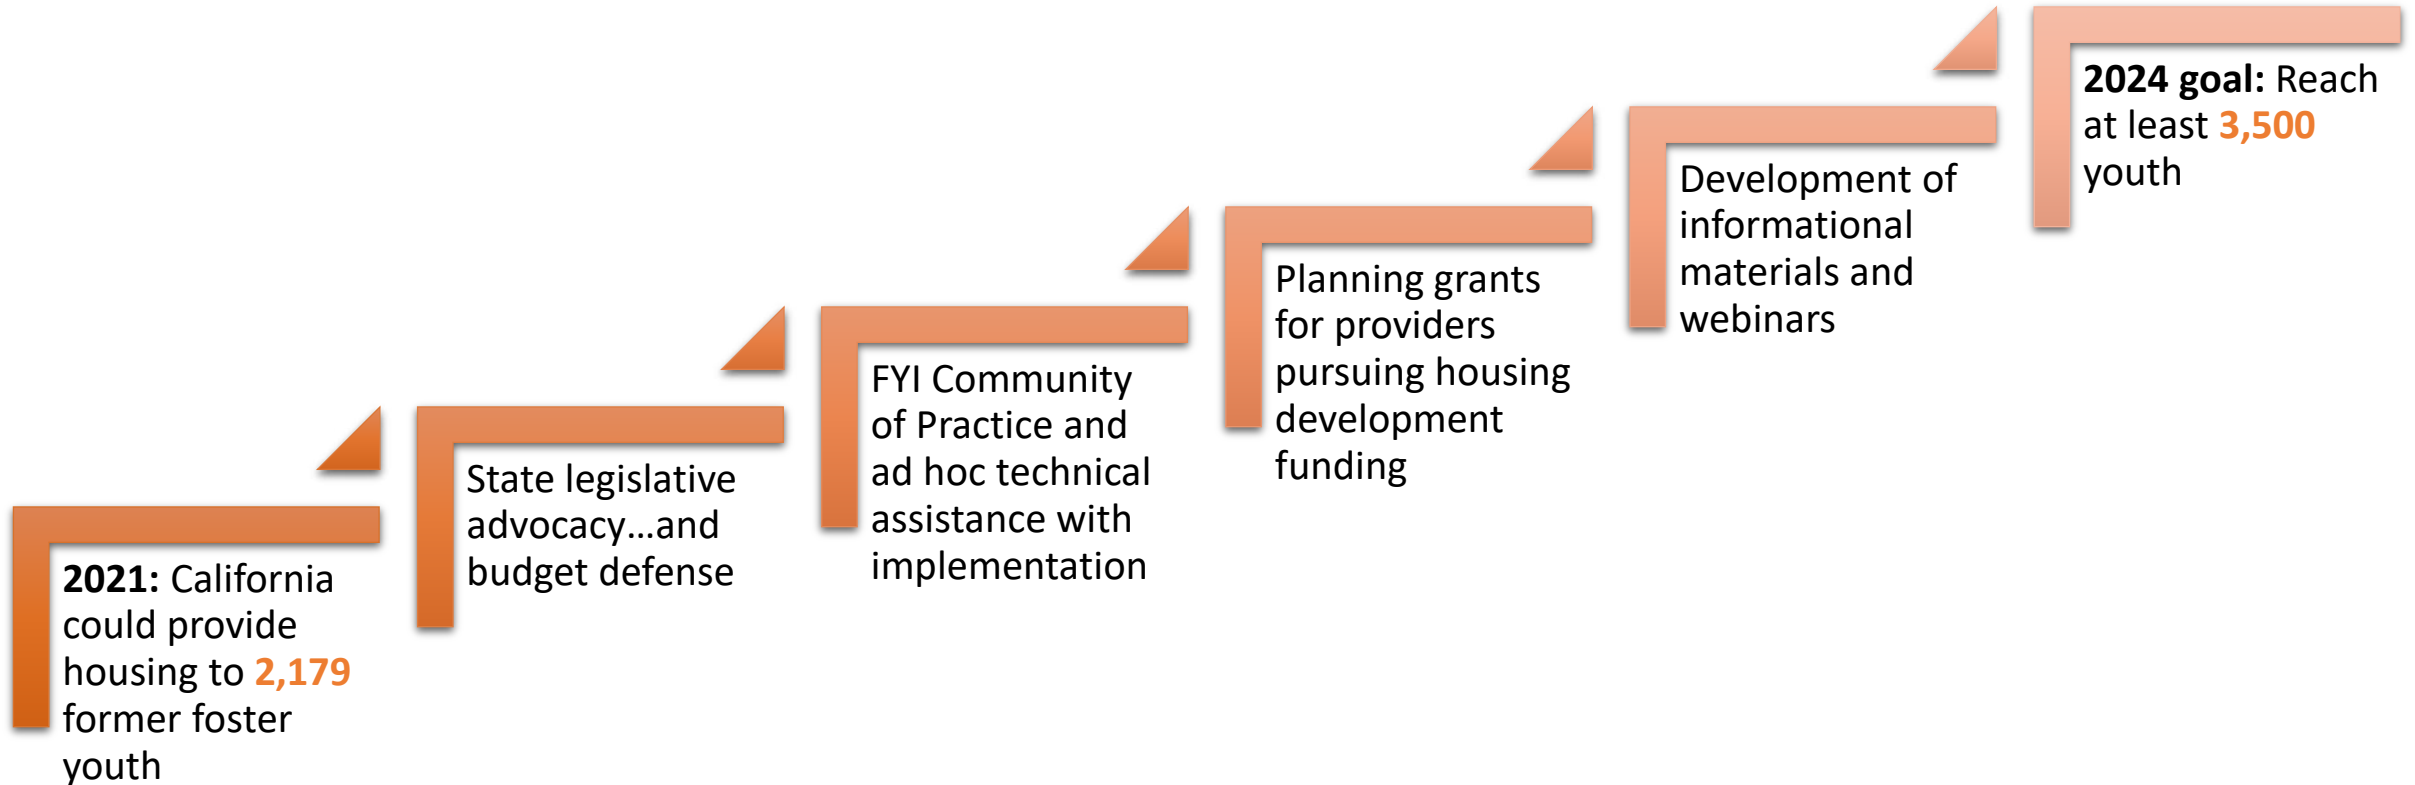 2021: California
could provide
housing to 2,179
former foster
youth
State legislative
advocacy…and
budget defense
FYI Community
of Practice and
ad hoc technical
assistance with
implementation
Planning grants
for providers
pursuing housing
development
funding
Development of
informational
materials and
webinars
2024 goal: Reach
at least 3,500
youth